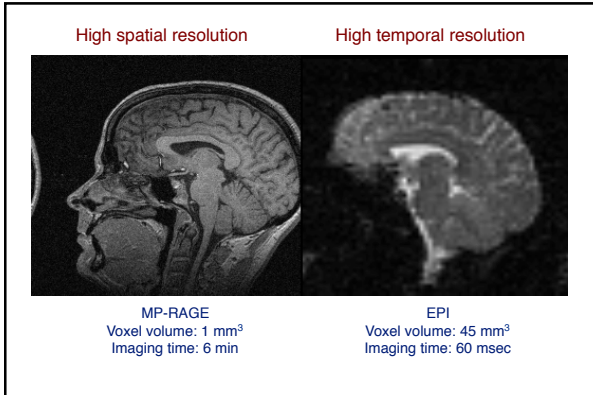 High spatial resolution
High temporal resolution
MP-RAGE
Voxel volume: 1 mm³
Imaging time: 6 min
EPI
Voxel volume: 45 mm³
Imaging time: 60 msec